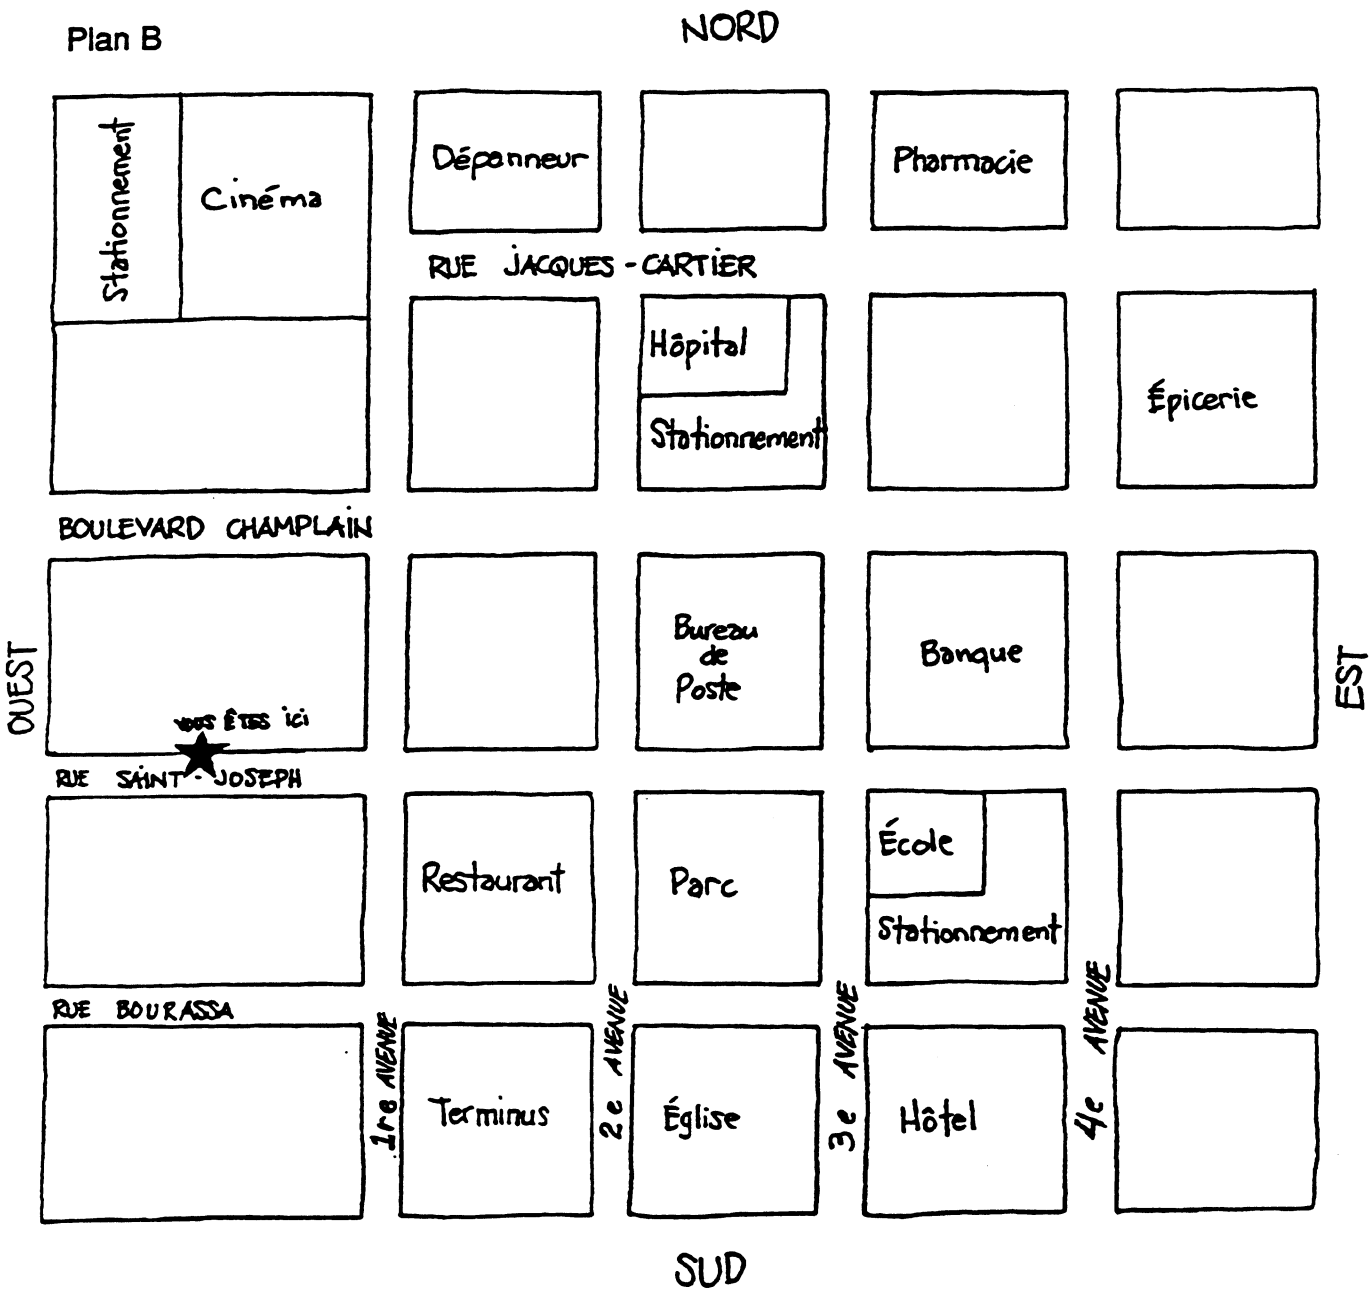 Plan B
NORD
Stationnement
Cinéma
Dépanneur
Pharmacie
RUE JACQUES-CARTIER
Hôpital
Stationnement
Épicerie
BOULEVARD CHAMPLAIN
OUEST
EST
Bureau
de
Poste
Banque
VOUS ÊTES ici
RUE SAINT-JOSEPH
Restaurant
Parc
École
Stationnement
RUE BOURASSA
1re AVENUE
2e AVENUE
3e AVENUE
4e AVENUE
Terminus
Église
Hôtel
SUD